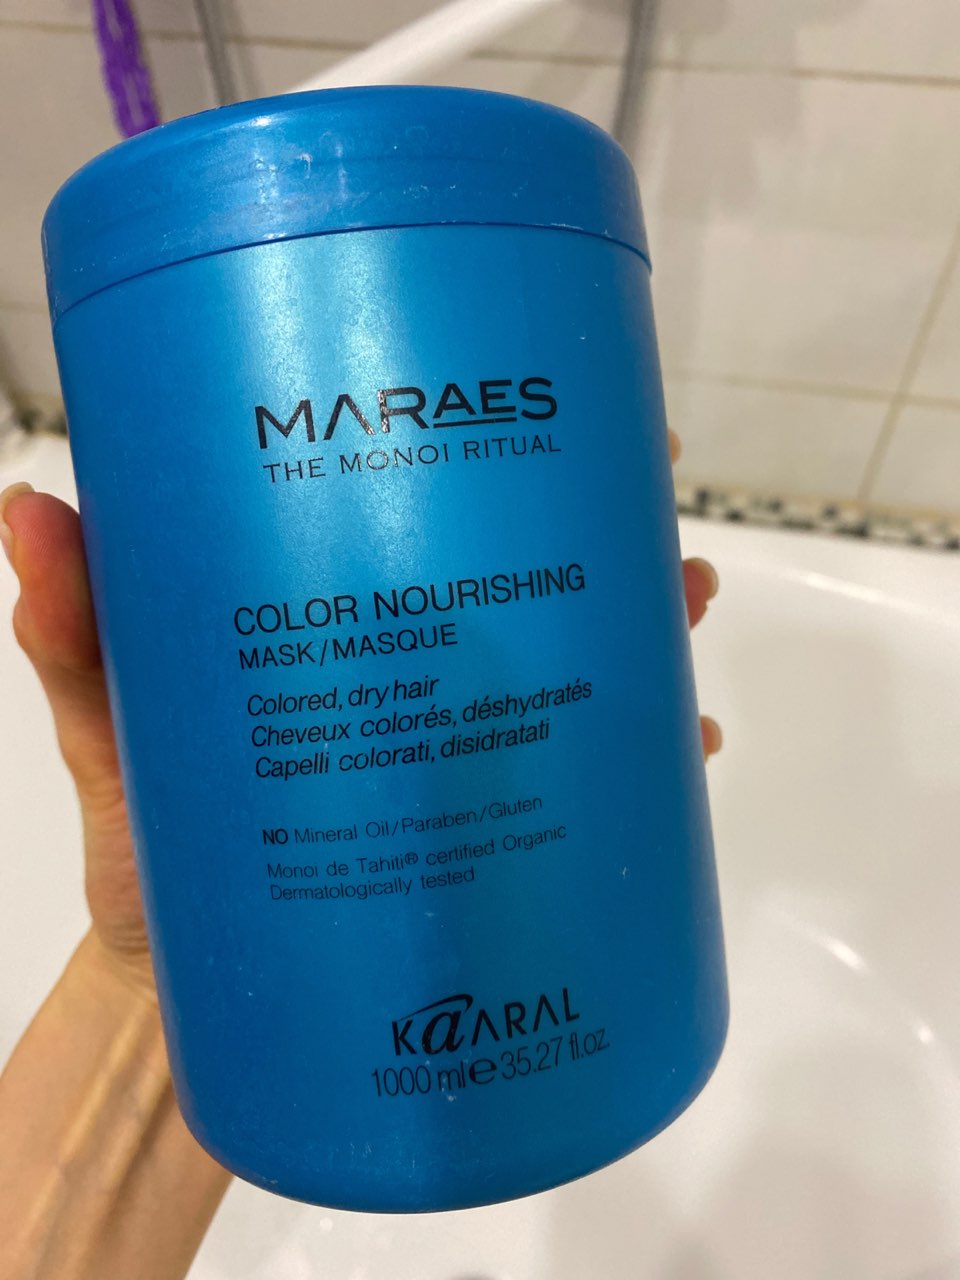 MARAES
THE MONOI RITUAL
COLOR NOURISHING
MASK/MASQUE
Colored, dry hair
Cheveux colorés, déshydratés
Capelli colorati, disidratati
NO Mineral Oil/Paraben/Gluten
Monoi de Tahiti® certified Organic
Dermatologically tested
KAARAL
1000 ml e 35.27 fl.oz.